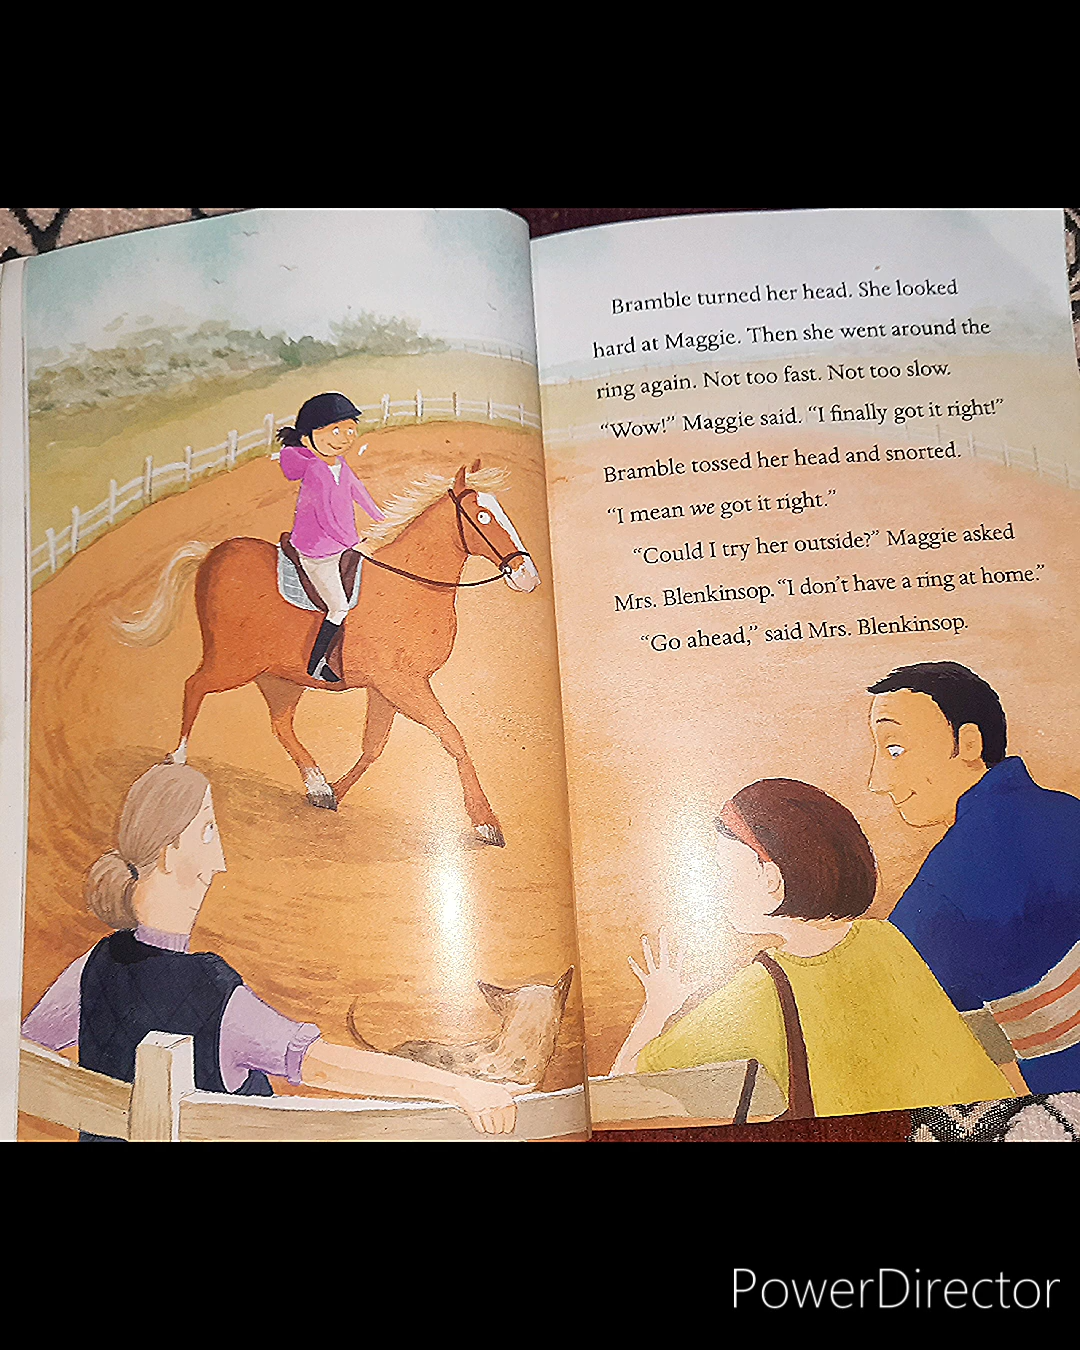 Bramble turned her head. She looked
hard at Maggie. Then she went around the
ring again. Not too fast. Not too slow.
“Wow!” Maggie said. “I finally got it right!”
Bramble tossed her head and snorted.
“I mean we got it right.”
“Could I try her outside?” Maggie asked
Mrs. Blenkinsop. “I don’t have a ring at home.”
“Go ahead,” said Mrs. Blenkinsop.
PowerDirector